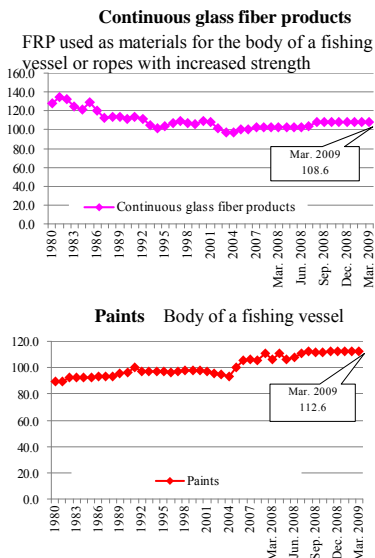 Continuous glass fiber products
FRP used as materials for the body of a fishing
vessel or ropes with increased strength
160.0
140.0
120.0
100.0
80.0
60.0
40.0
20.0
0.0
Mar. 2009
108.6
Continuous glass fiber products
1980
1983
1986
1989
1992
1995
1998
2001
2004
2007
Mar. 2008
Jun. 2008
Sep. 2008
Dec. 2008
Mar. 2009
Paints Body of a fishing vessel
120.0
100.0
80.0
60.0
40.0
20.0
0.0
Mar. 2009
112.6
Paints
1980
1983
1986
1989
1992
1995
1998
2001
2004
2007
Mar. 2008
Jun. 2008
Sep. 2008
Dec. 2008
Mar. 2009